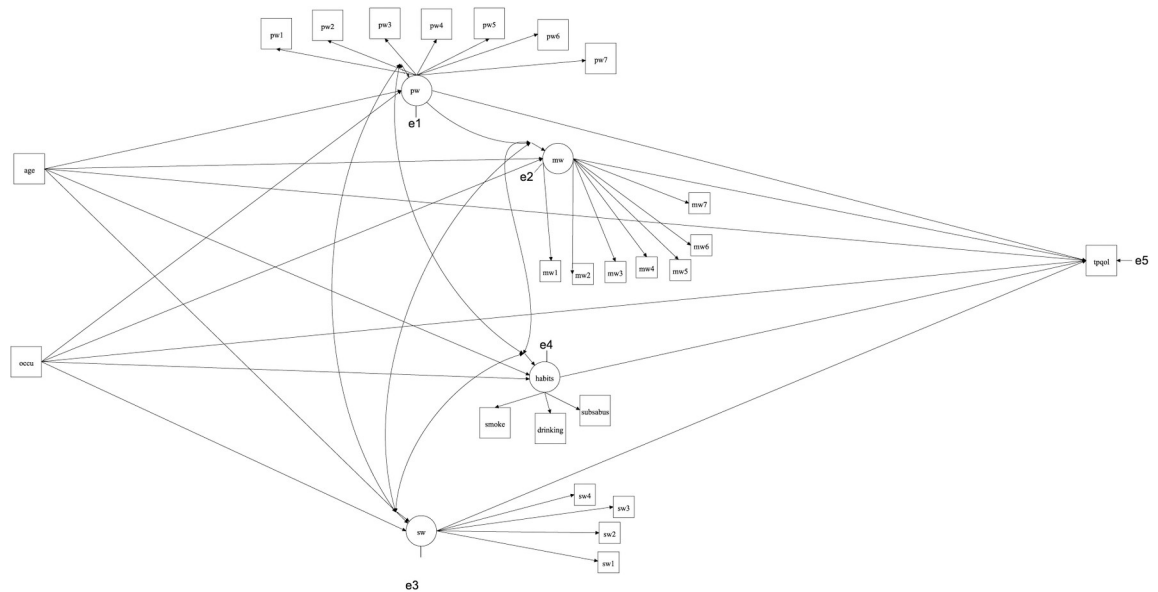 pw1
pw2
pw3
pw4
pw5
pw6
pw7
pw
e1
age
mw
e2
mw7
mw6
mw1
mw2
mw3
mw4
mw5
tpqol
e5
occu
e4
habits
smoke
drinking
subsabus
sw4
sw3
sw2
sw1
sw
e3